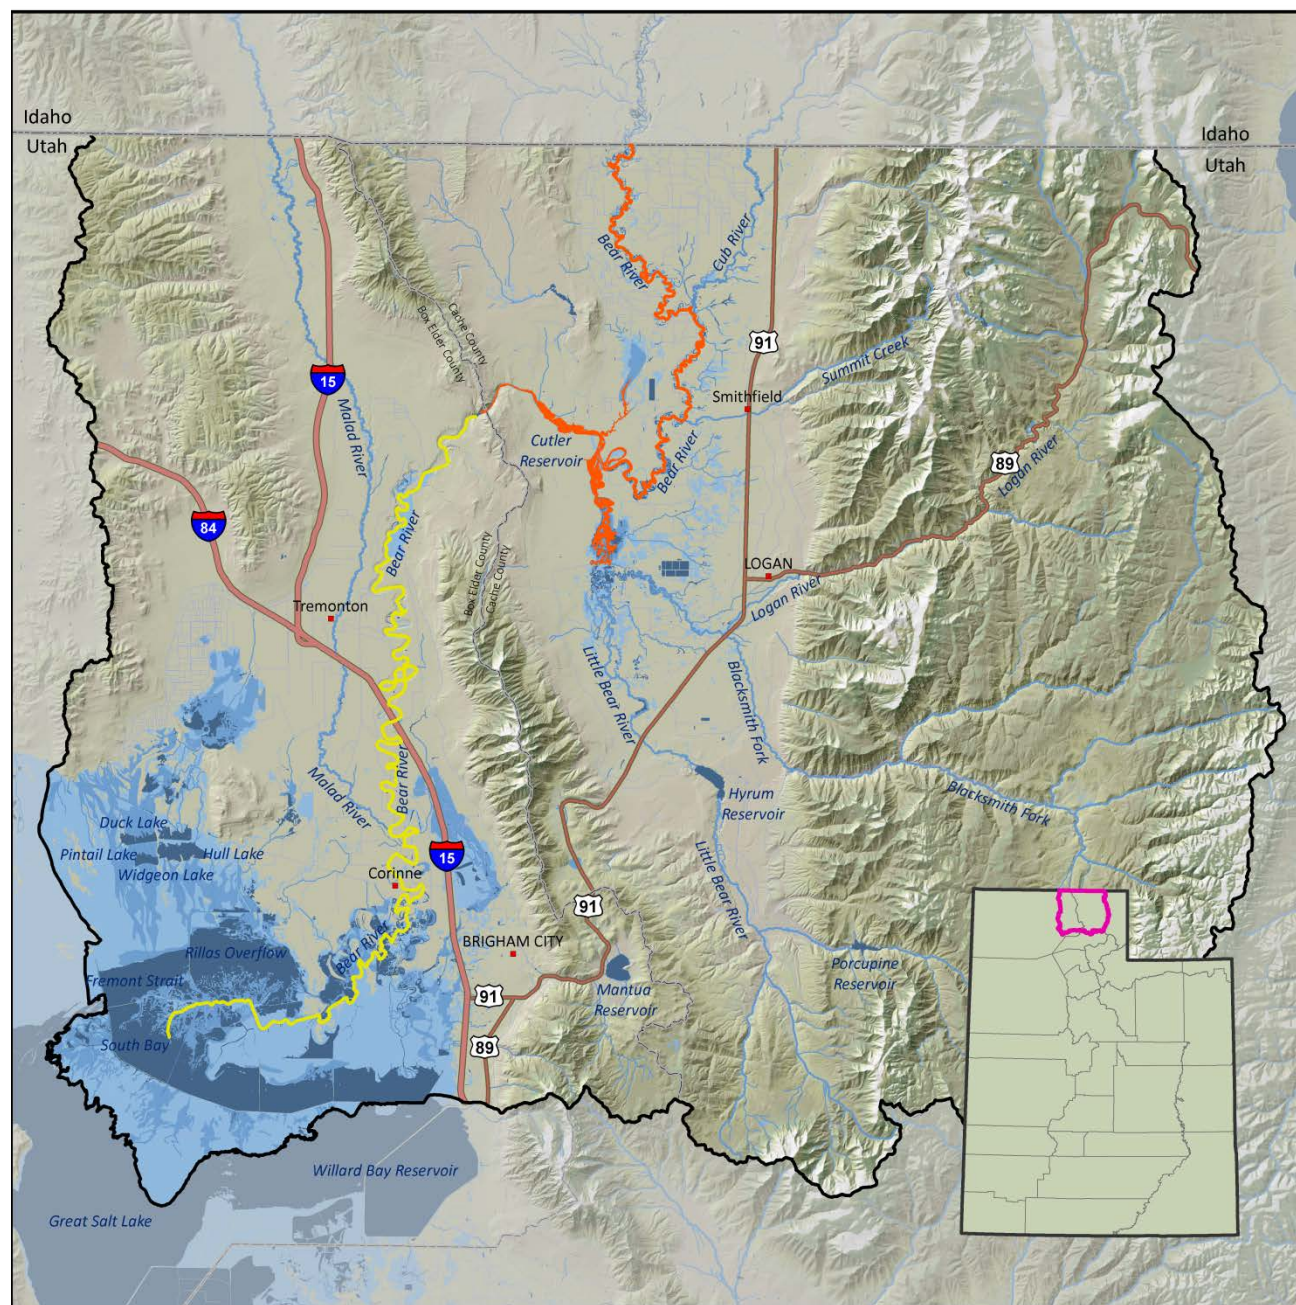 Idaho
Utah
Idaho
Utah
Bear River
Cub River
Cache County
Box Elder County
91
Summit Creek
15
Malad River
Smithfield
Cutler
Reservoir
Bear River
89
Logan River
84
Bear River
Box Elder County
Cache County
LOGAN
Logan River
Tremonton
Little Bear River
Blacksmith Fork
Bear River
Malad River
Hyrum
Reservoir
Blacksmith Fork
Duck Lake
Pintail Lake
Hull Lake
Widgeon Lake
15
Corinne
Little Bear River
91
Bear River
BRIGHAM CITY
Rillas Overflow
Fremont Strait
Porcupine
Reservoir
91
Mantua
Reservoir
South Bay
89
Willard Bay Reservoir
Great Salt Lake